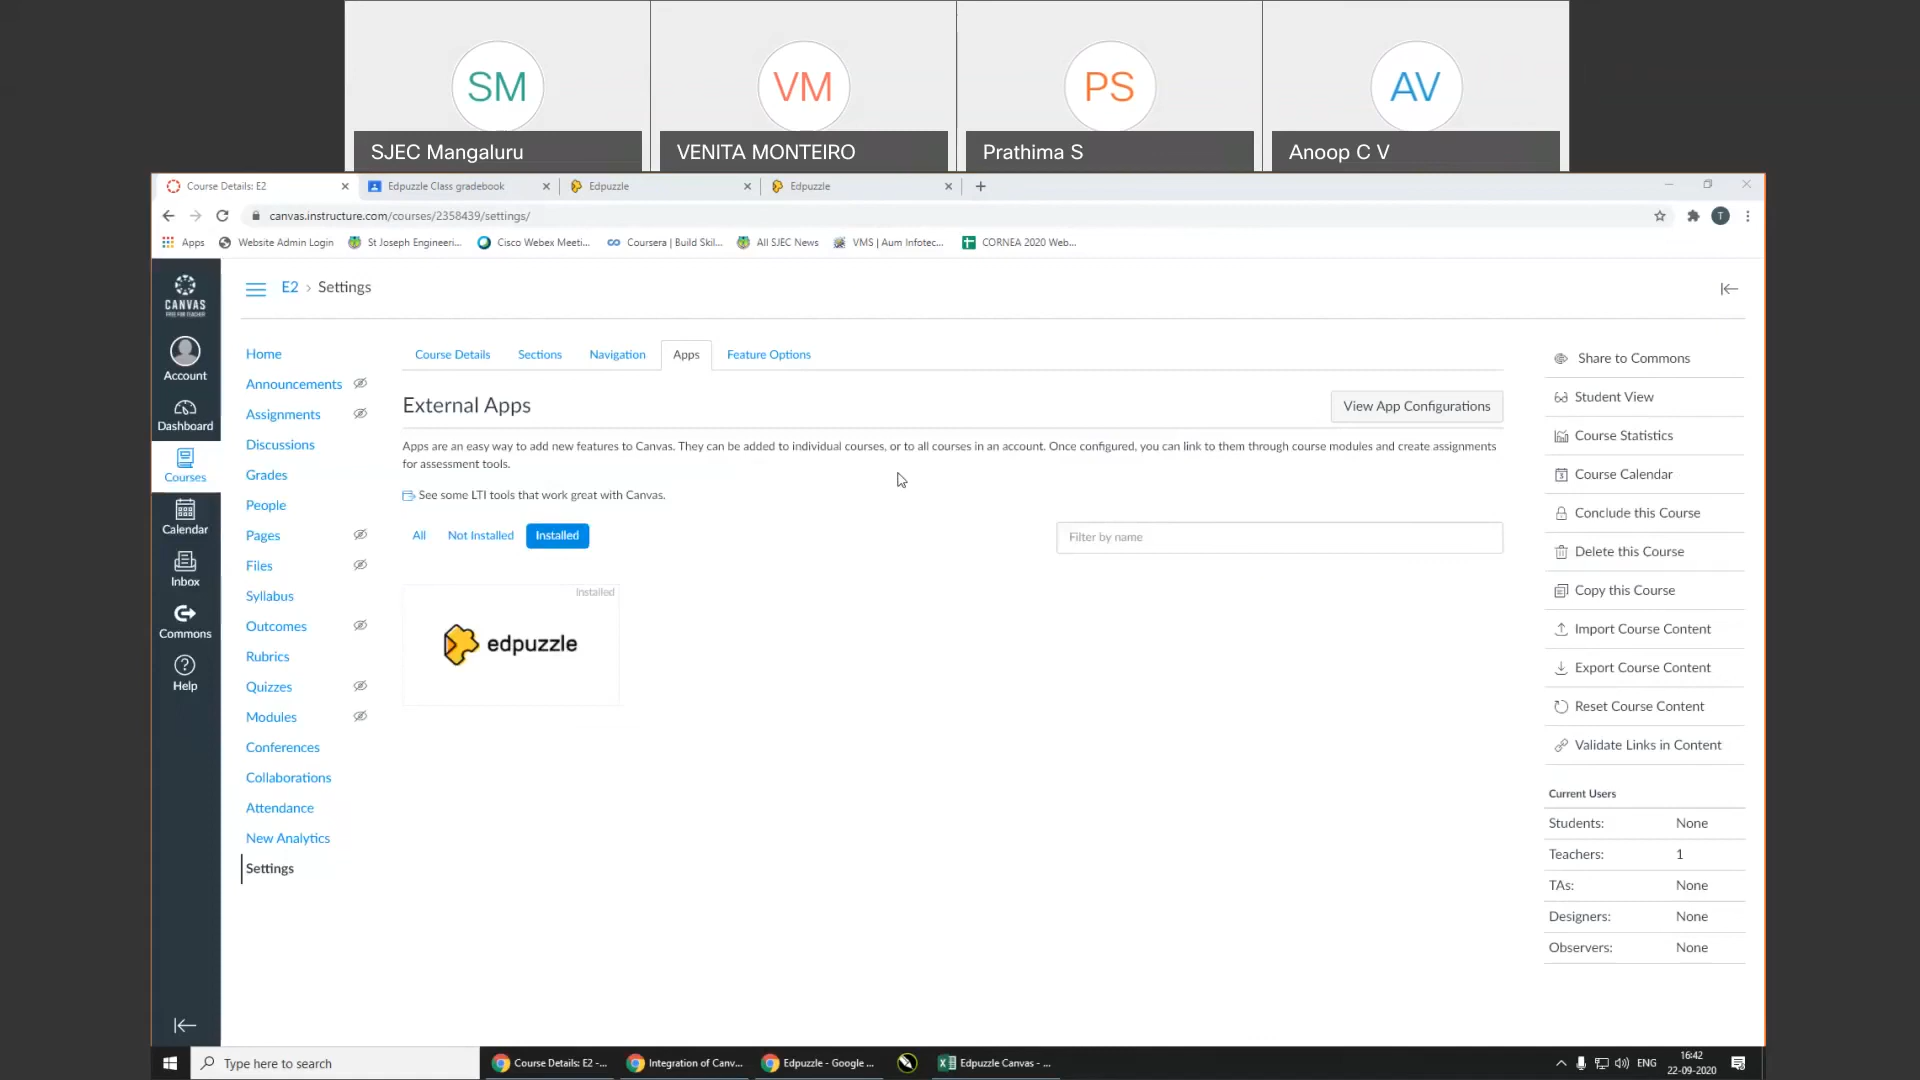 SM
VM
PS
AV
SJEC Mangaluru
VENITA MONTEIRO
Prathima S
Anoop C V
Course Details: E2
Edpuzzle Class gradebook
Edpuzzle
Edpuzzle
canvas.instructure.com/courses/2358439/settings/
T
Apps
Website Admin Login
St Joseph Engineeri...
Cisco Webex Meeti...
Coursera | Build Skil...
All SJEC News
VMS | Aum Infotec...
CORNEA 2020 Web...
CANVAS
FREE FOR TEACHER
Account
Dashboard
Courses
Calendar
Inbox
Commons
Help
E2 › Settings
Home
Announcements
Assignments
Discussions
Grades
People
Pages
Files
Syllabus
Outcomes
Rubrics
Quizzes
Modules
Conferences
Collaborations
Attendance
New Analytics
Settings
Course Details
Sections
Navigation
Apps
Feature Options
External Apps
View App Configurations
Apps are an easy way to add new features to Canvas. They can be added to individual courses, or to all courses in an account. Once configured, you can link to them through course modules and create assignments
for assessment tools.
See some LTI tools that work great with Canvas.
All
Not Installed
Installed
Filter by name
Installed
edpuzzle
Share to Commons
Student View
Course Statistics
Course Calendar
Conclude this Course
Delete this Course
Copy this Course
Import Course Content
Export Course Content
Reset Course Content
Validate Links in Content
Current Users
Students: None
Teachers: 1
TAs: None
Designers: None
Observers: None
Type here to search
Course Details: E2 -...
Integration of Canv...
Edpuzzle - Google ...
Edpuzzle Canvas - ...
ENG
16:42
22-09-2020